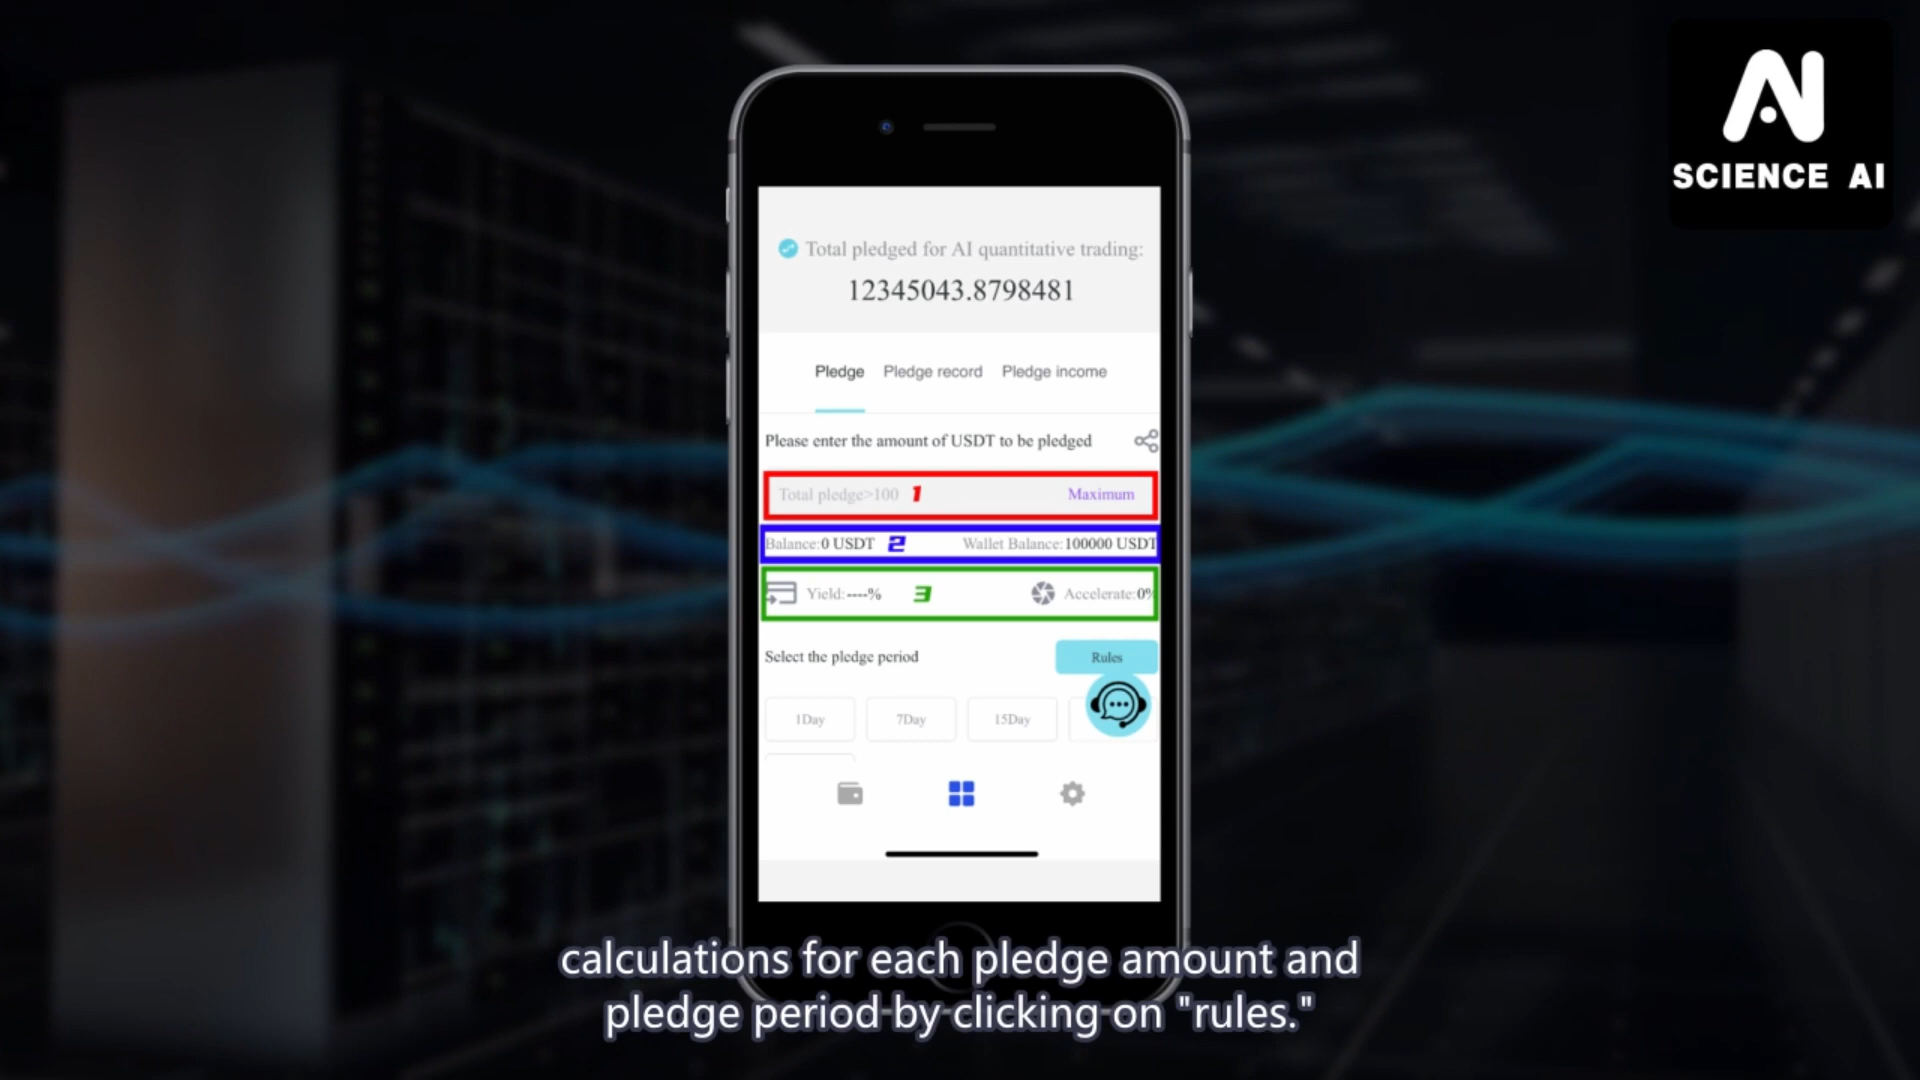 SCIENCE AI
Total pledged for AI quantitative trading:
12345043.8798481
Pledge Pledge record Pledge income
Please enter the amount of USDT to be pledged
Total pledge>100 1 Maximum
Balance:0 USDT 2 Wallet Balance:100000 USDT
Yield:----% 3 Accelerate:0%
Select the pledge period Rules
1Day 7Day 15Day
calculations for each pledge amount and
pledge period by clicking on "rules."